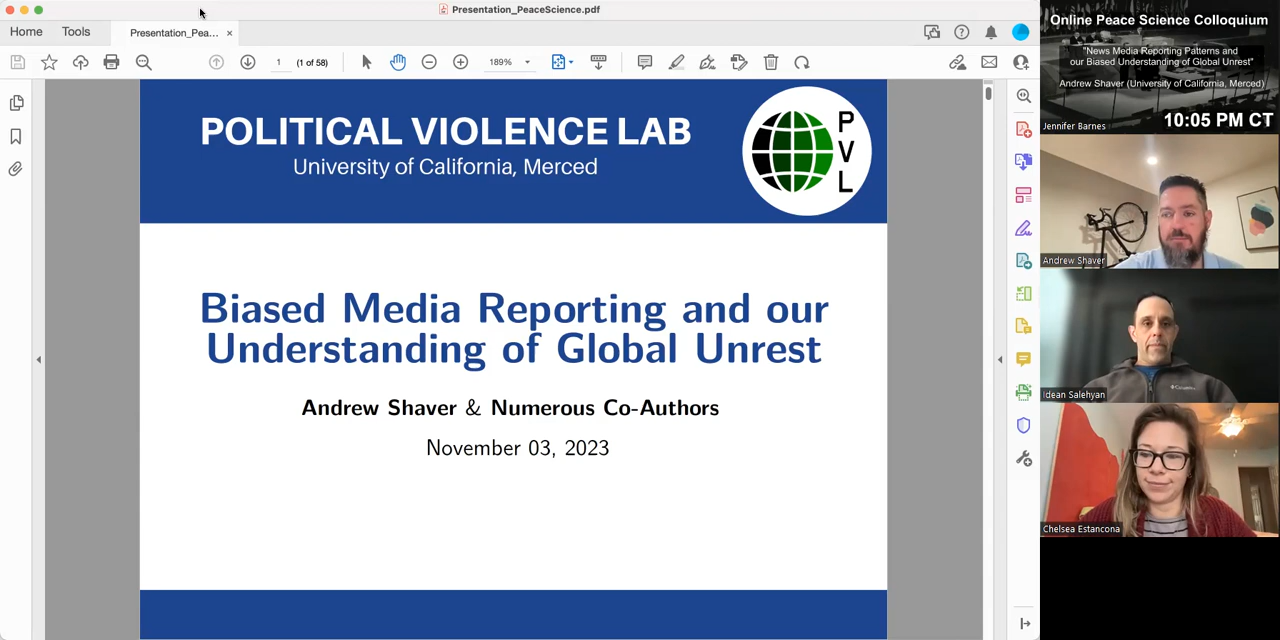 Presentation_PeaceScience.pdf
Home
Tools
Presentation_Pea...
1
(1 of 58)
189%
POLITICAL VIOLENCE LAB
University of California, Merced
P
V
L
Biased Media Reporting and our
Understanding of Global Unrest
Andrew Shaver & Numerous Co-Authors
November 03, 2023
Online Peace Science Colloquium
"News Media Reporting Patterns and
our Biased Understanding of Global Unrest"
Andrew Shaver (University of California, Merced)
10:05 PM CT
Jennifer Barnes
Andrew Shaver
Columbia
Idean Salehyan
Chelsea Estancona